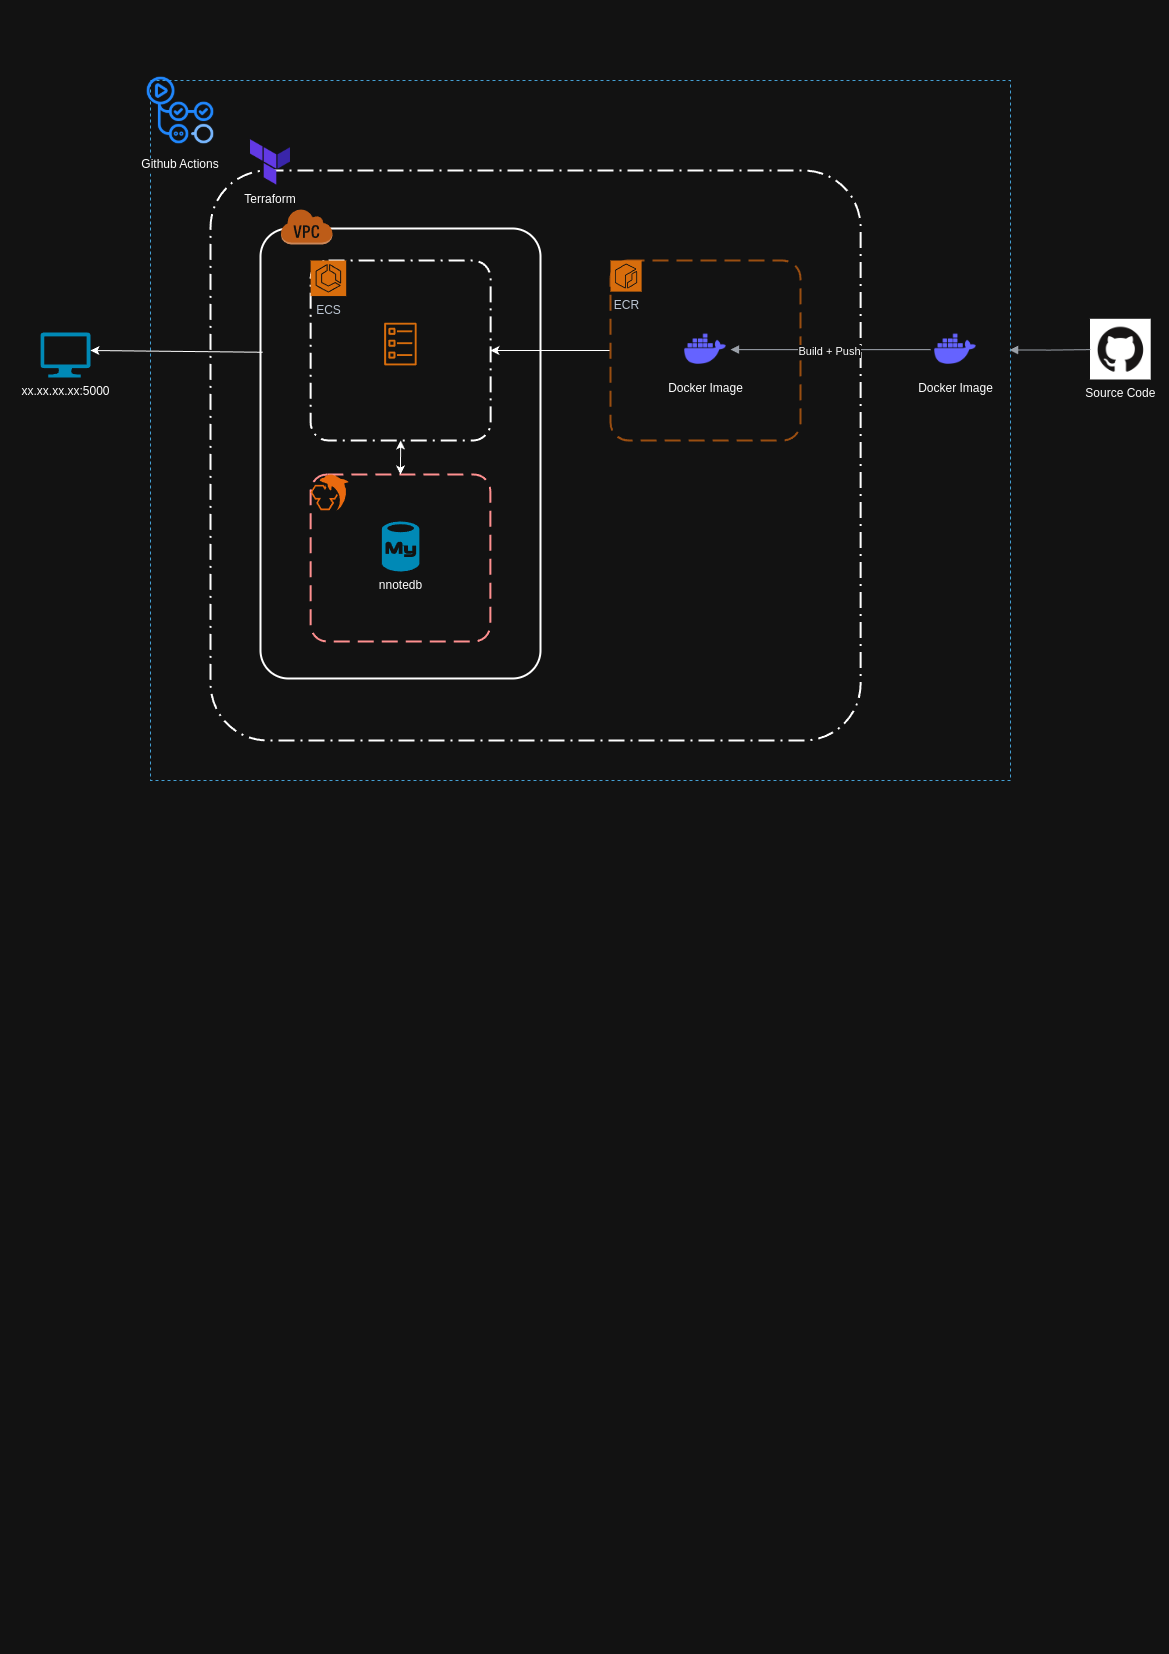 Github Actions
Terraform
VPC
ECS
ECR
Build + Push
Docker Image
Docker Image
Source Code
xx.xx.xx.xx:5000
My
nnotedb